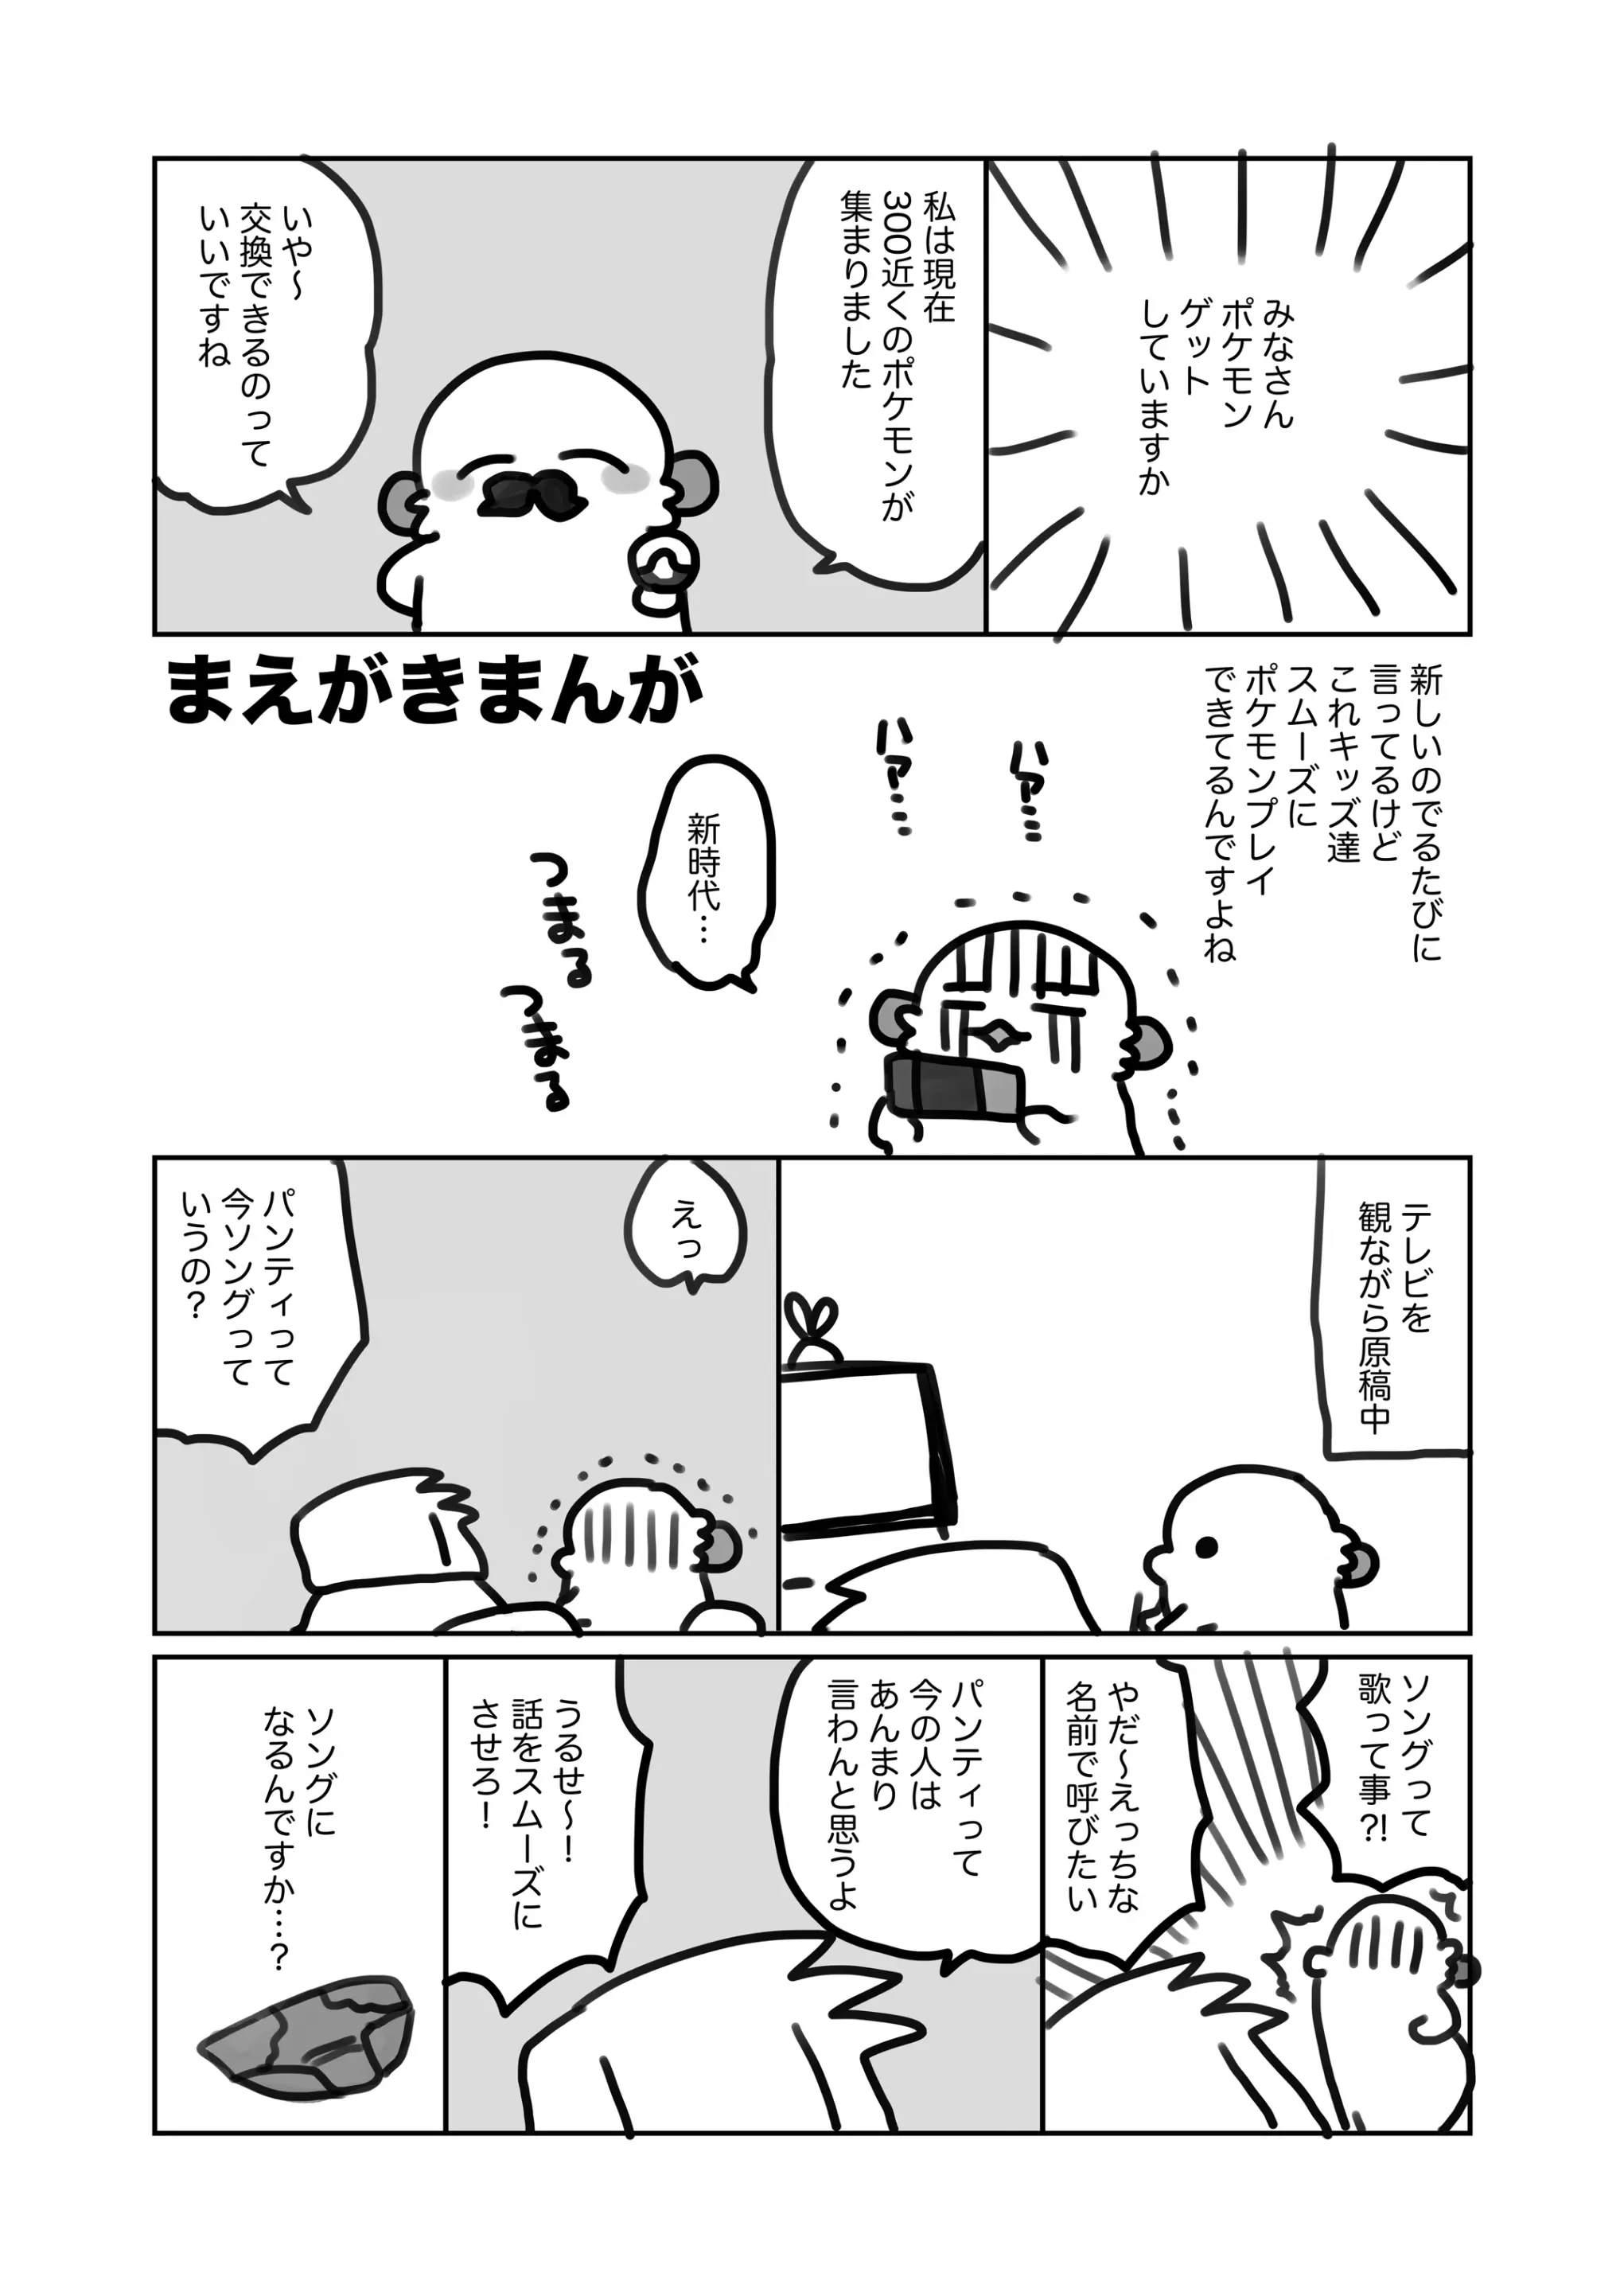 みなさん
ポケモン
ゲット
していますか
私は現在
300近くのポケモンが
集まりました
いや～
交換できるのって
いいですね
まえがきまんが
新しいのでるたびに
言ってるけど
これキッズ達
スムーズに
ポケモンプレイ
できてるんですよね
ハァ…
ハァ…
新時代…
つまる
つまる
テレビを
観ながら原稿中
えっ
パンティって
今ソングって
いうの？
ソングって
歌って事?!
やだ～えっちな
名前で呼びたい
パンティって
今の人は
あんまり
言わんと思うよ
うるせ～！
話をスムーズに
させろ！
ソングに
なるんですか…？